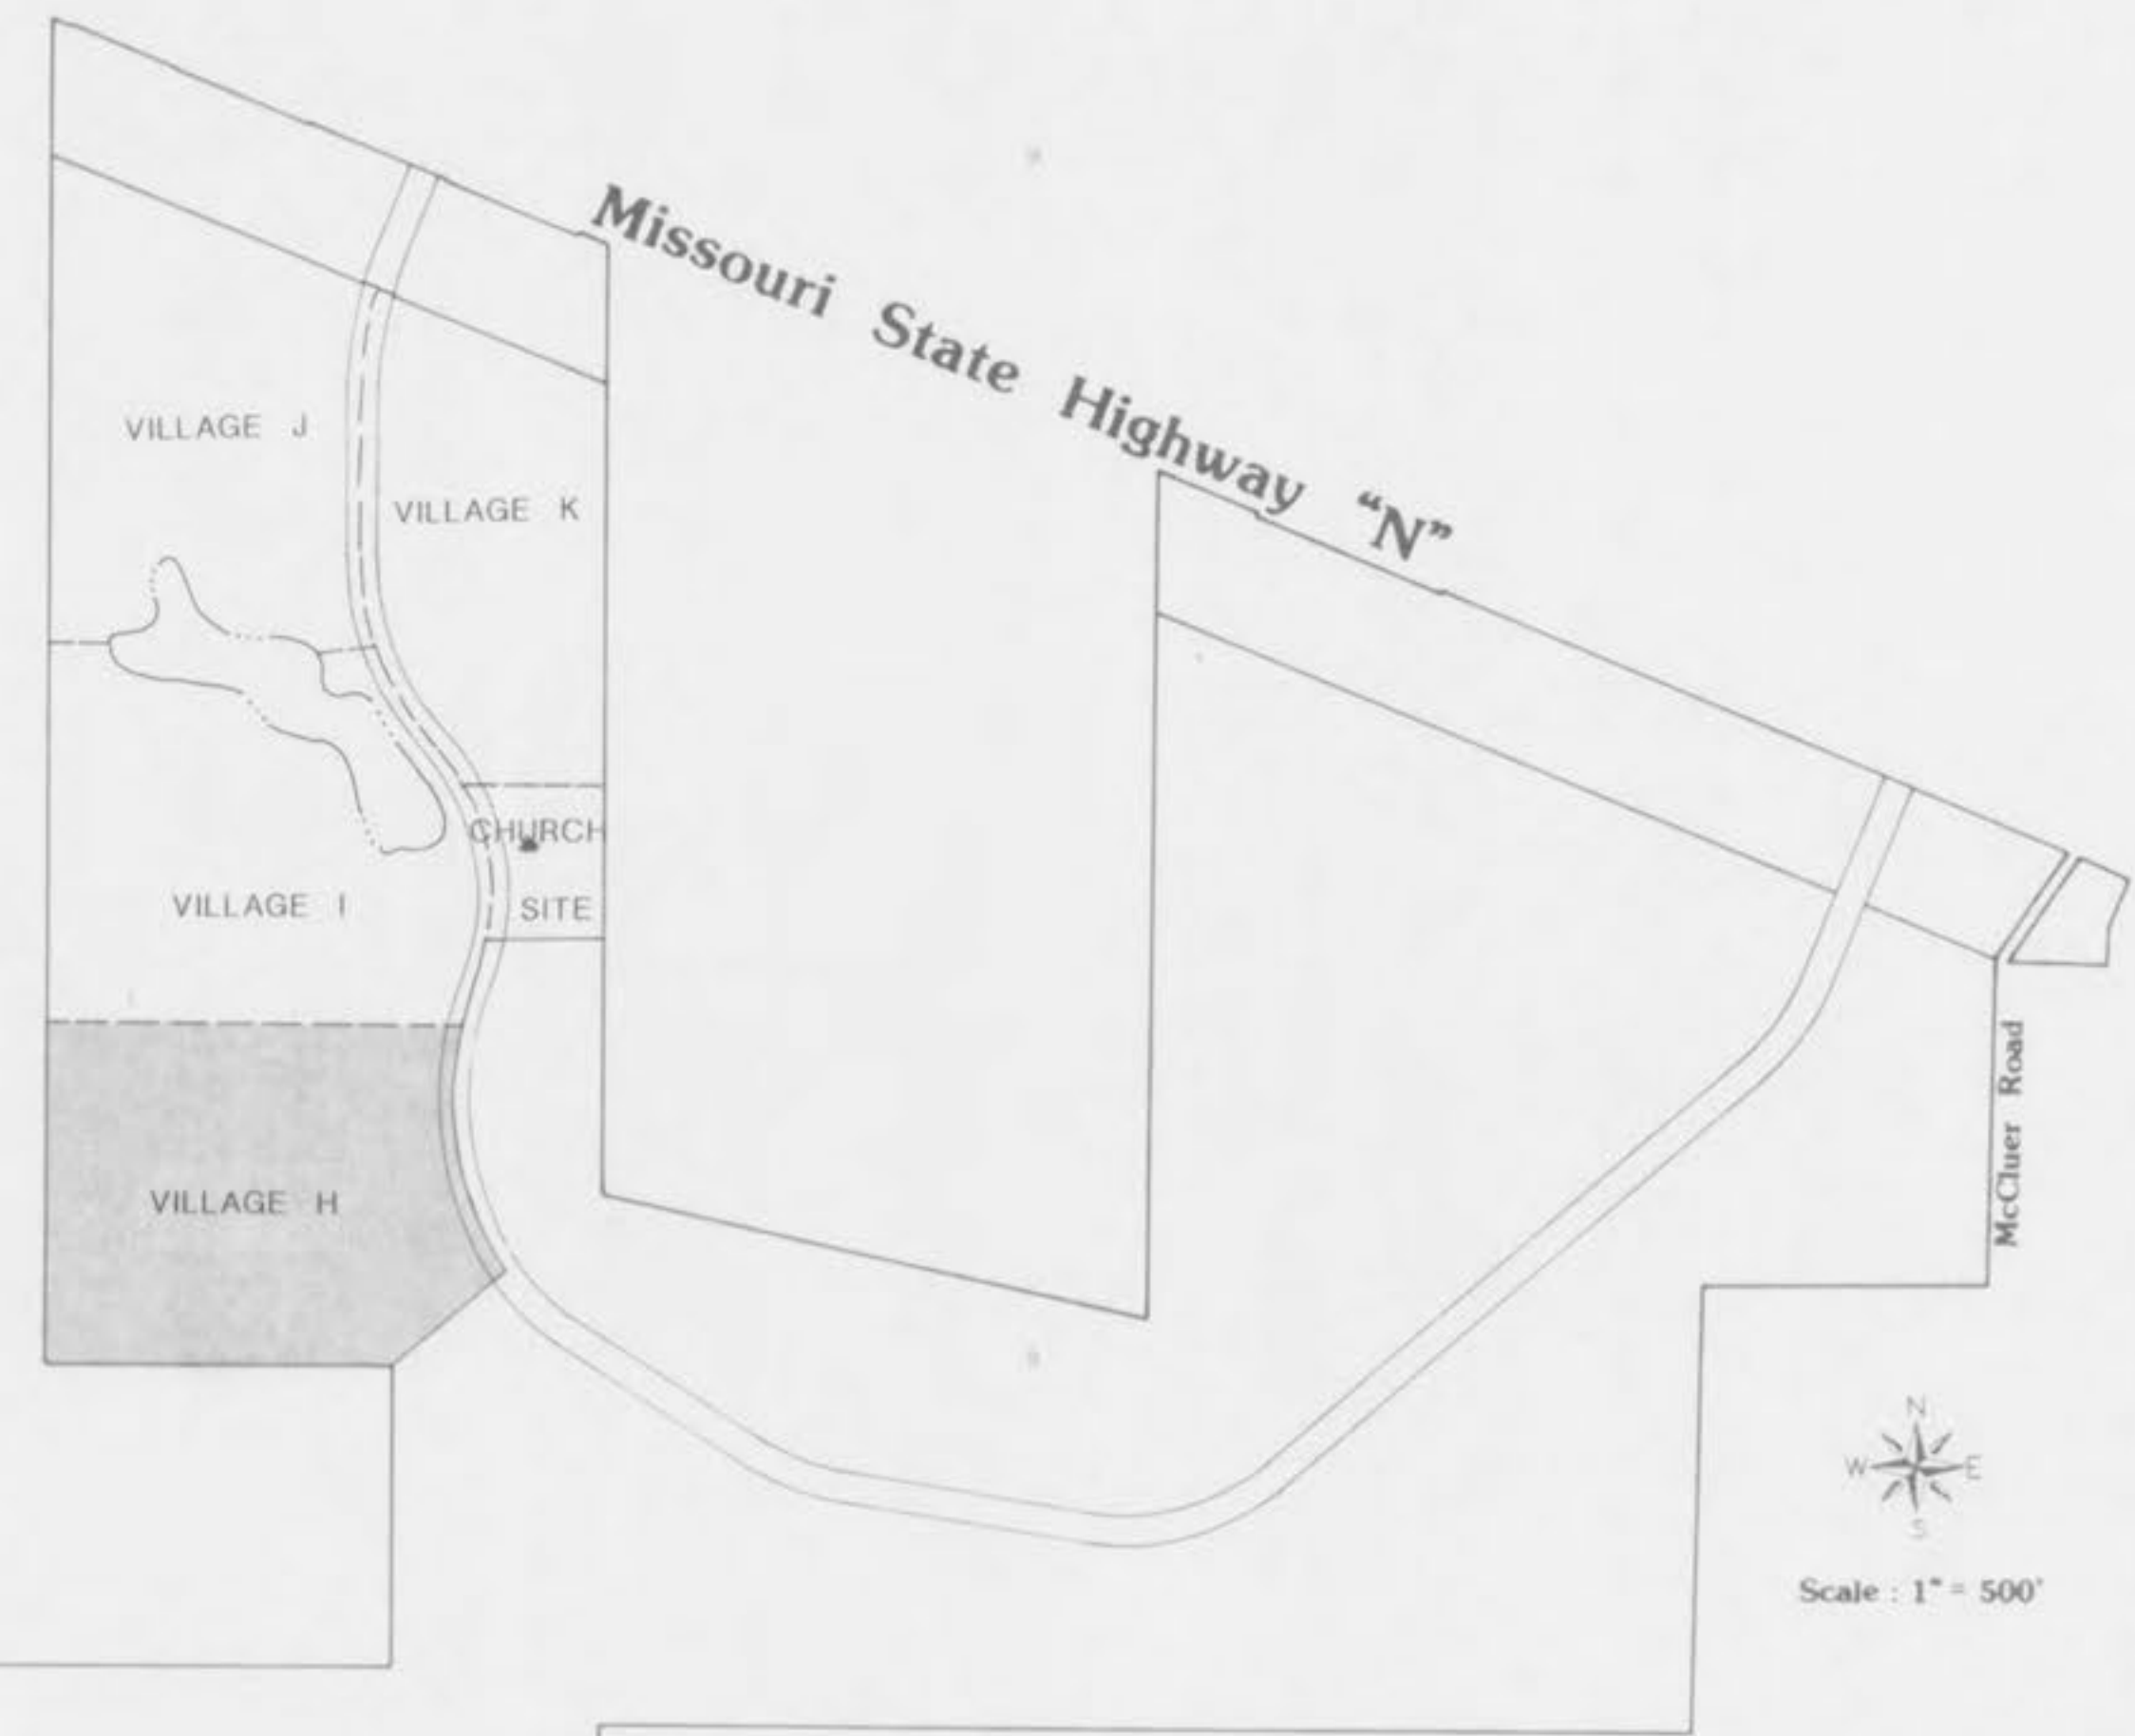 Missouri State Highway “N”
VILLAGE J
VILLAGE K
CHURCH
SITE
VILLAGE I
VILLAGE H
McCluer Road
N
W E
S
Scale : 1" = 500'